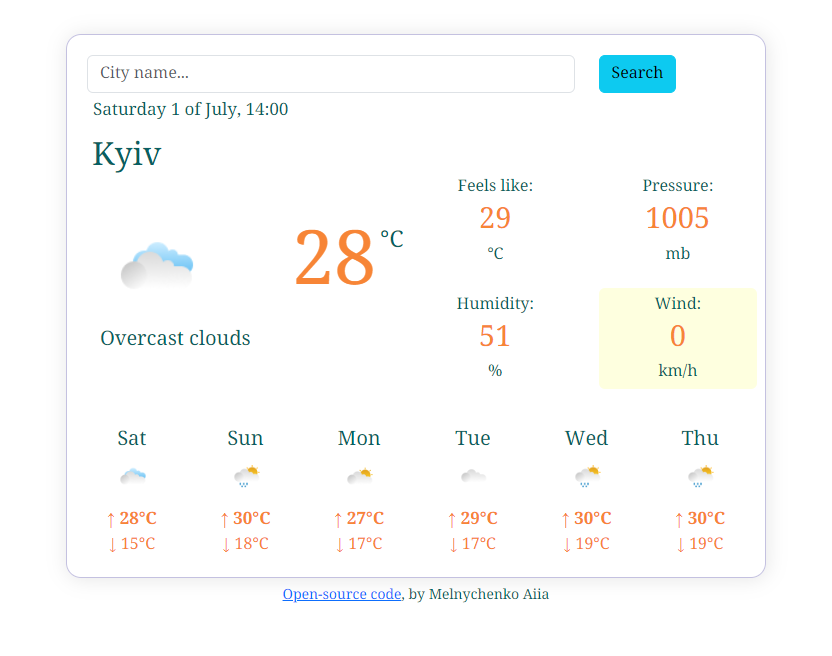 City name...
Search
Saturday 1 of July, 14:00
Kyiv
28 °C
Overcast clouds
Feels like:
29
°C
Pressure:
1005
mb
Humidity:
51
%
Wind:
0
km/h
Sat Sun Mon Tue Wed Thu
↑ 28°C ↑ 30°C ↑ 27°C ↑ 29°C ↑ 30°C ↑ 30°C
↓ 15°C ↓ 18°C ↓ 17°C ↓ 17°C ↓ 19°C ↓ 19°C
Open-source code, by Melnychenko Aiia